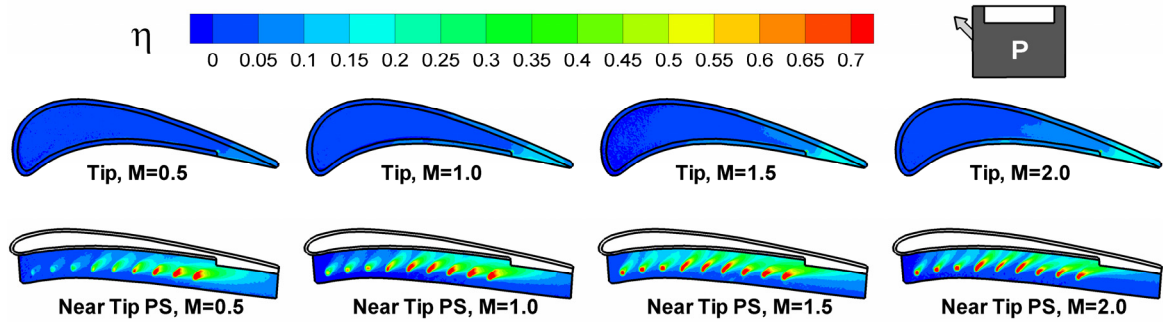 η
0 0.05 0.1 0.15 0.2 0.25 0.3 0.35 0.4 0.45 0.5 0.55 0.6 0.65 0.7
P
Tip, M=0.5 Tip, M=1.0 Tip, M=1.5 Tip, M=2.0
Near Tip PS, M=0.5 Near Tip PS, M=1.0 Near Tip PS, M=1.5 Near Tip PS, M=2.0